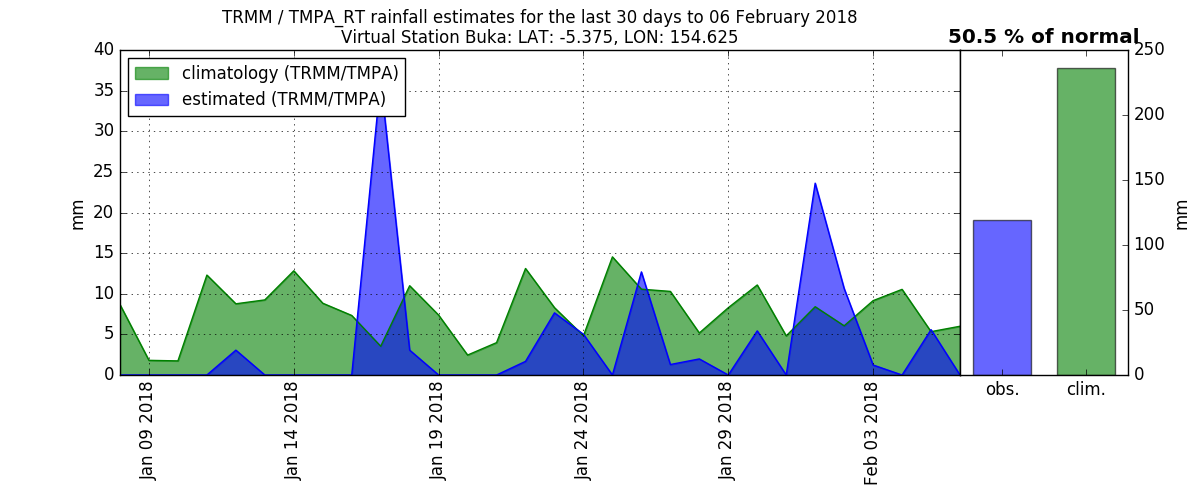 TRMM / TMPA_RT rainfall estimates for the last 30 days to 06 February 2018
Virtual Station Buka: LAT: -5.375, LON: 154.625
50.5 % of normal
climatology (TRMM/TMPA)
estimated (TRMM/TMPA)
mm
40
35
30
25
20
15
10
5
0
Jan 09 2018
Jan 14 2018
Jan 19 2018
Jan 24 2018
Jan 29 2018
Feb 03 2018
obs.
clim.
250
200
150
100
50
0
mm